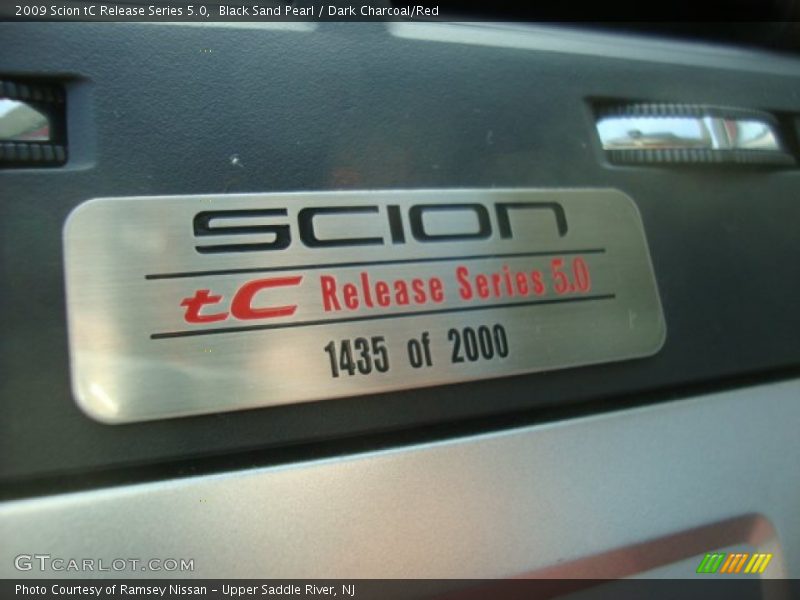 2009 Scion tC Release Series 5.0,  Black Sand Pearl / Dark Charcoal/Red
SCION
tC Release Series 5.0
1435 of 2000
GTCARLOT.COM
Photo Courtesy of Ramsey Nissan - Upper Saddle River, NJ